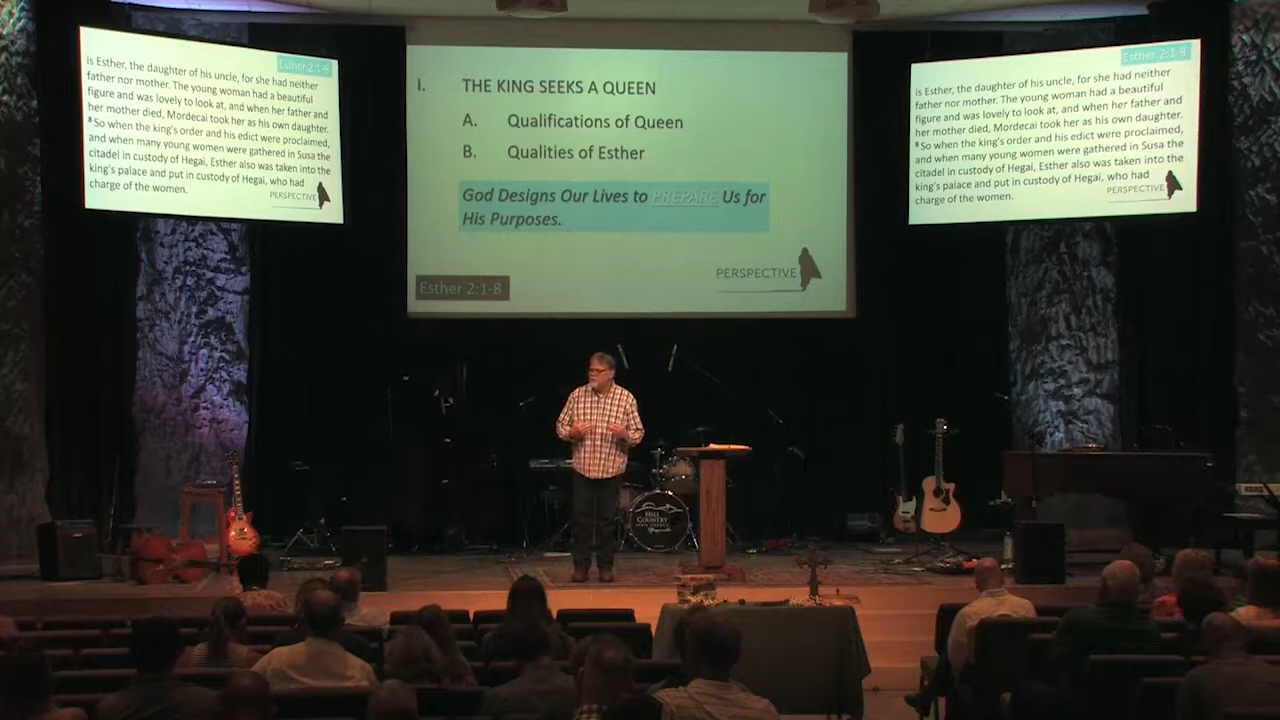 Esther 2:1-8
is Esther, the daughter of his uncle, for she had neither
father nor mother. The young woman had a beautiful
figure and was lovely to look at, and when her father and
her mother died, Mordecai took her as his own daughter.
8 So when the king's order and his edict were proclaimed,
and when many young women were gathered in Susa the
citadel in custody of Hegai, Esther also was taken into the
king's palace and put in custody of Hegai, who had
charge of the women.
PERSPECTIVE
I. THE KING SEEKS A QUEEN
A. Qualifications of Queen
B. Qualities of Esther
God Designs Our Lives to PREPARE Us for
His Purposes.
PERSPECTIVE
Esther 2:1-8
Esther 2:1-8
is Esther, the daughter of his uncle, for she had neither
father nor mother. The young woman had a beautiful
figure and was lovely to look at, and when her father and
her mother died, Mordecai took her as his own daughter.
8 So when the king's order and his edict were proclaimed,
and when many young women were gathered in Susa the
citadel in custody of Hegai, Esther also was taken into the
king's palace and put in custody of Hegai, who had
charge of the women.
PERSPECTIVE
HILL
COUNTRY
BIBLE CHURCH
KORG